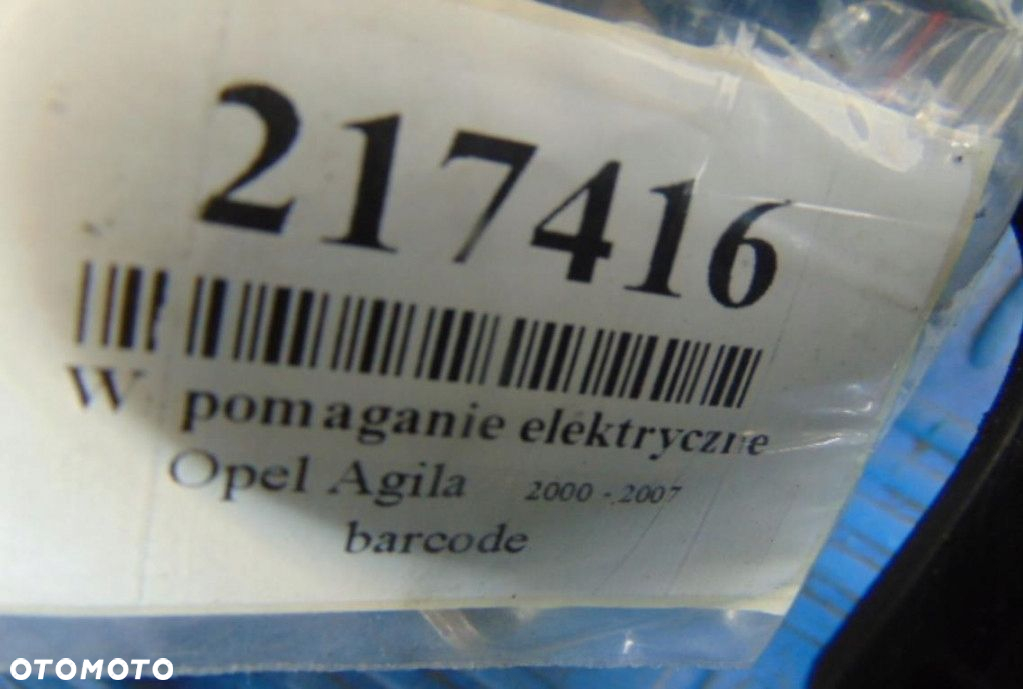 217416
W pomaganie elektryczne
Opel Agila 2000 - 2007
barcode
OTOMOTO